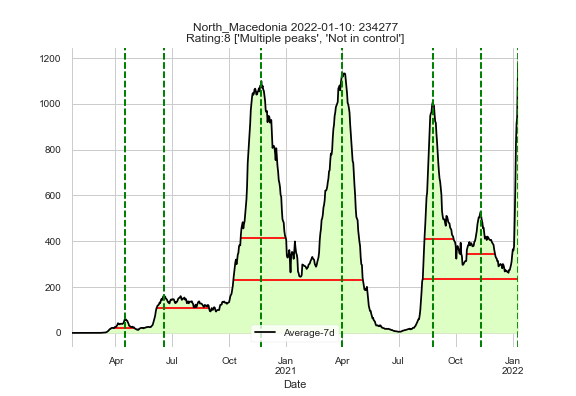 North_Macedonia 2022-01-10: 234277
Rating:8 ['Multiple peaks', 'Not in control']
1200
1000
800
600
400
200
0
Average-7d
Apr Jul Oct Jan Apr Jul Oct Jan
2021 2022
Date